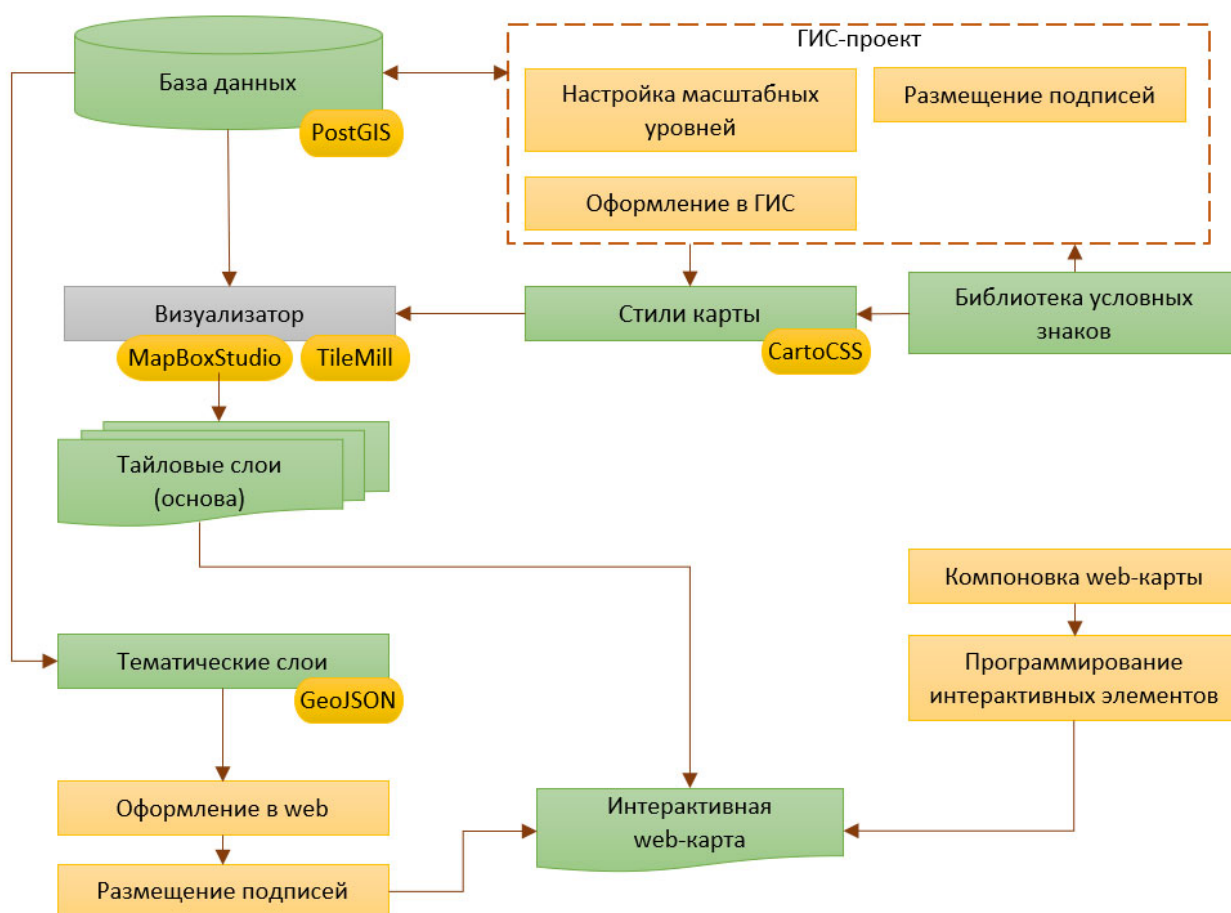 База данных
PostGIS
ГИС-проект
Настройка масштабных
уровней
Размещение подписей
Оформление в ГИС
Визуализатор
MapBoxStudio
TileMill
Стили карты
CartoCSS
Библиотека условных
знаков
Тайловые слои
(основа)
Тематические слои
GeoJSON
Оформление в web
Размещение подписей
Компоновка web-карты
Программирование
интерактивных элементов
Интерактивная
web-карта